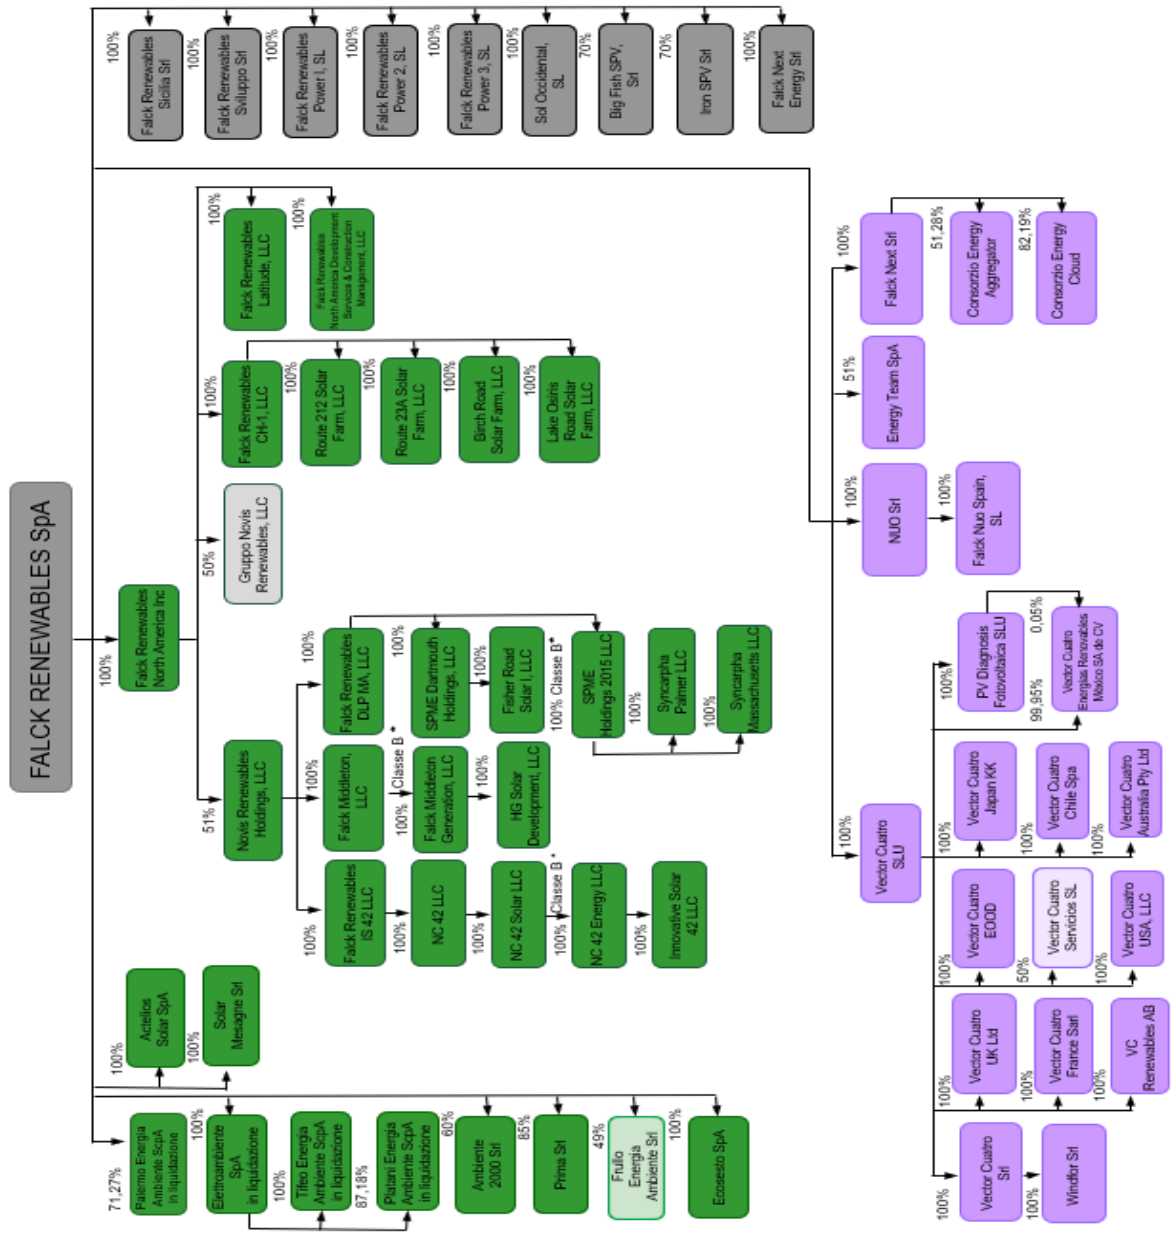 FALCK RENEWABLES SpA
71,27%
Palermo Energia
Ambiente ScpA
in liquidazione
100%
Elettroambiente
SpA
in liquidazione
100%
Tifeo Energia
Ambiente ScpA
in liquidazione
87,18%
Platani Energia
Ambiente ScpA
in liquidazione
60%
Ambiente
2000 Srl
85%
Prima Srl
49%
Frullo
Energia
Ambiente Srl
100%
Ecosesto SpA
100%
Actelios
Solar SpA
100%
Solar
Mesagne Srl
100%
Falck Renewables
North America Inc
51%
Novis Renewables
Holdings, LLC
100%
Falck Renewables
IS 42 LLC
100%
NC 42 LLC
100%
NC 42 Solar LLC
100% Classe B *
NC 42 Energy LLC
100%
Innovative Solar
42 LLC
100%
Falck Middleton,
LLC
100% Classe B *
Falck Middleton
Generation, LLC
100%
HG Solar
Development, LLC
100%
Falck Renewables
DLP MA, LLC
100%
SPME Dartmouth
Holdings, LLC
100%
Fisher Road
Solar I, LLC
100% Classe B*
SPME
Holdings 2015 LLC
100%
Syncarpha
Palmer LLC
100%
Syncarpha
Massachusetts LLC
50%
Gruppo Novis
Renewables, LLC
100%
Falck Renewables
CH-1, LLC
100%
Route 212 Solar
Farm, LLC
100%
Route 23A Solar
Farm, LLC
100%
Birch Road
Solar Farm, LLC
100%
Lake Osiris
Road Solar
Farm, LLC
100%
Falck Renewables
Latitude, LLC
100%
Falck Renewables
North America Development
Services & Construction
Management, LLC
100%
Falck Renewables
Sicilia Srl
100%
Falck Renewables
Sviluppo Srl
100%
Falck Renewables
Power I, SL
100%
Falck Renewables
Power 2, SL
100%
Falck Renewables
Power 3, SL
100%
Sol Occidental,
SL
70%
Big Fish SPV,
Srl
70%
Iron SPV Srl
100%
Falck Next
Energy Srl
100%
Vector Cuatro
SLU
100%
Vector Cuatro
Srl
100%
Windfor Srl
100%
Vector Cuatro
UK Ltd
100%
Vector Cuatro
France Sarl
100%
VC
Renewables AB
100%
Vector Cuatro
EOOD
50%
Vector Cuatro
Servicios SL
100%
Vector Cuatro
USA, LLC
100%
Vector Cuatro
Japan KK
100%
Vector Cuatro
Chile Spa
100%
Vector Cuatro
Australia Pty Ltd
100%
PV Diagnosis
Fotovoltaica SLU
99,95%
0,05%
Vector Cuatro
Energias Renovables
México SA de CV
100%
NUO Srl
100%
Falck Nuo Spain,
SL
51%
Energy Team SpA
100%
Falck Next Srl
51,28%
Consorzio Energy
Aggregator
82,19%
Consorzio Energy
Cloud